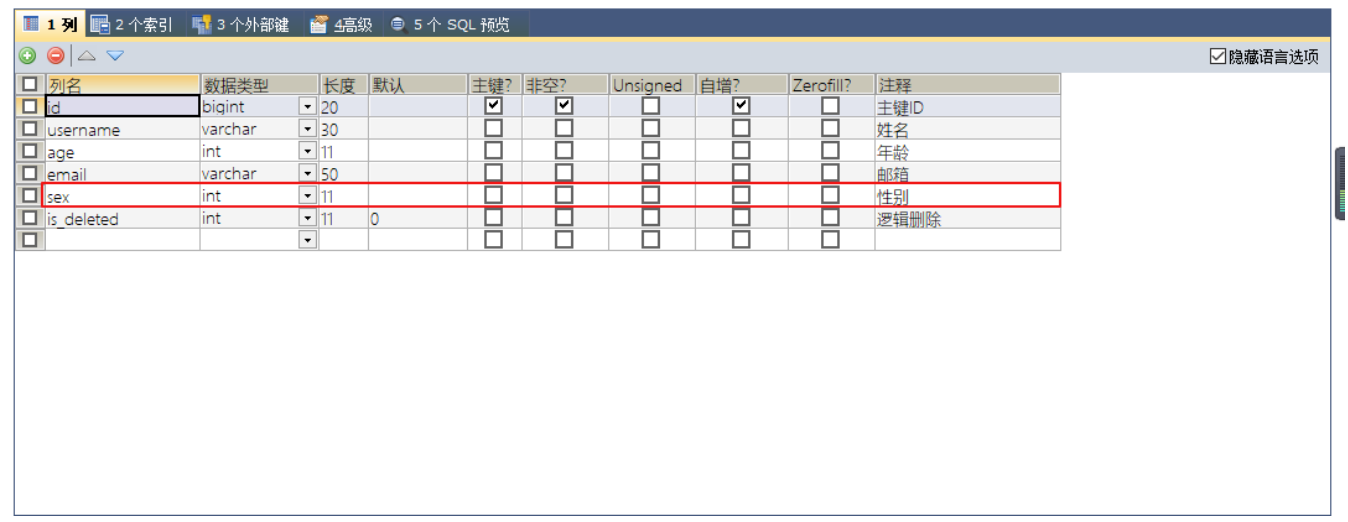 1 列 2 个索引 3 个外部键 4高级 5 个 SQL 预览
隐藏语言选项
列名 数据类型 长度 默认 主键? 非空? Unsigned 自增? Zerofill? 注释
id bigint 20 主键ID
username varchar 30 姓名
age int 11 年龄
email varchar 50 邮箱
sex int 11 性别
is_deleted int 11 0 逻辑删除